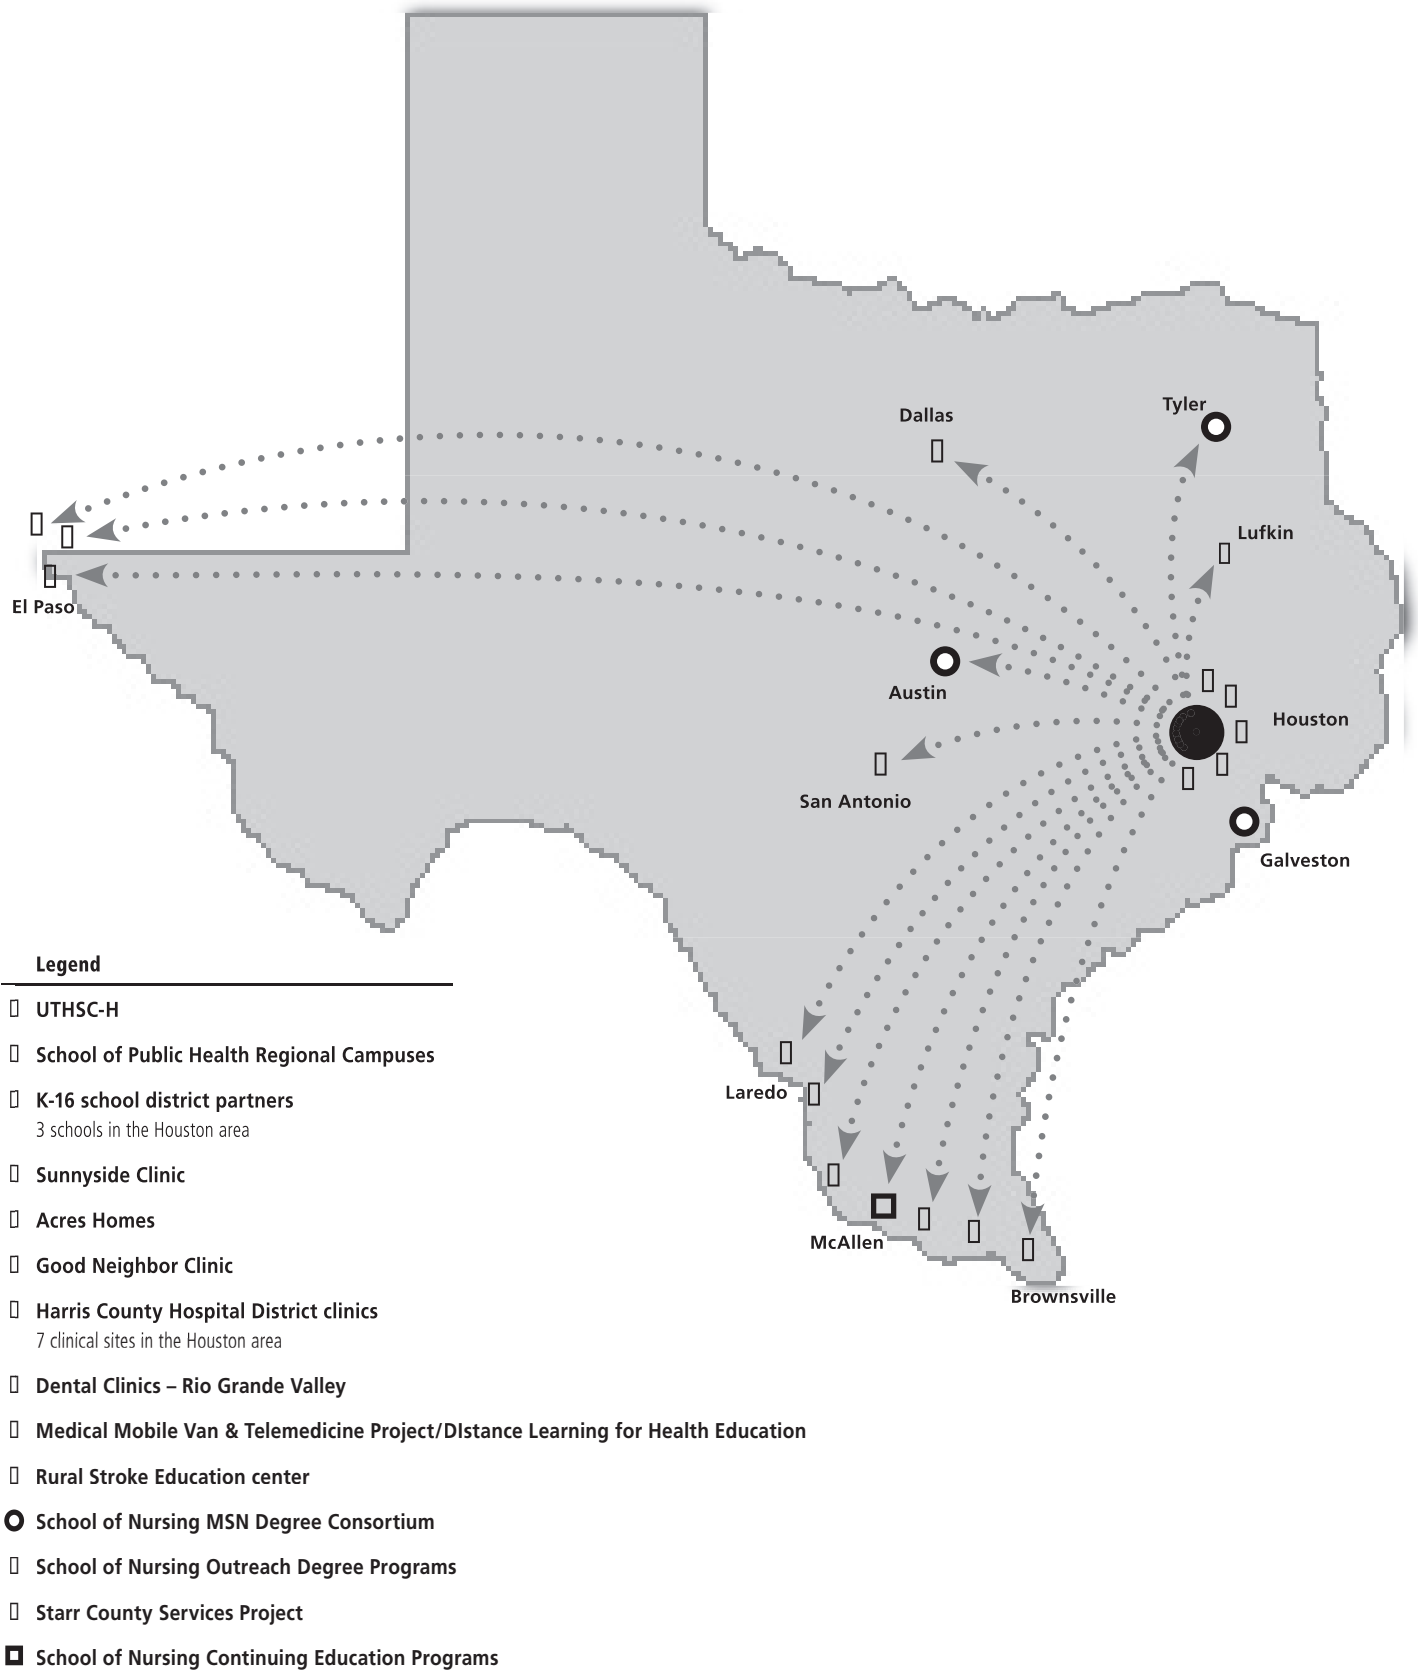 Dallas
Tyler
Lufkin
El Paso
Austin
Houston
San Antonio
Galveston
Laredo
McAllen
Brownsville
Legend
UTHSC-H
School of Public Health Regional Campuses
K-16 school district partners
3 schools in the Houston area
Sunnyside Clinic
Acres Homes
Good Neighbor Clinic
Harris County Hospital District clinics
7 clinical sites in the Houston area
Dental Clinics – Rio Grande Valley
Medical Mobile Van & Telemedicine Project/DIstance Learning for Health Education
Rural Stroke Education center
School of Nursing MSN Degree Consortium
School of Nursing Outreach Degree Programs
Starr County Services Project
School of Nursing Continuing Education Programs